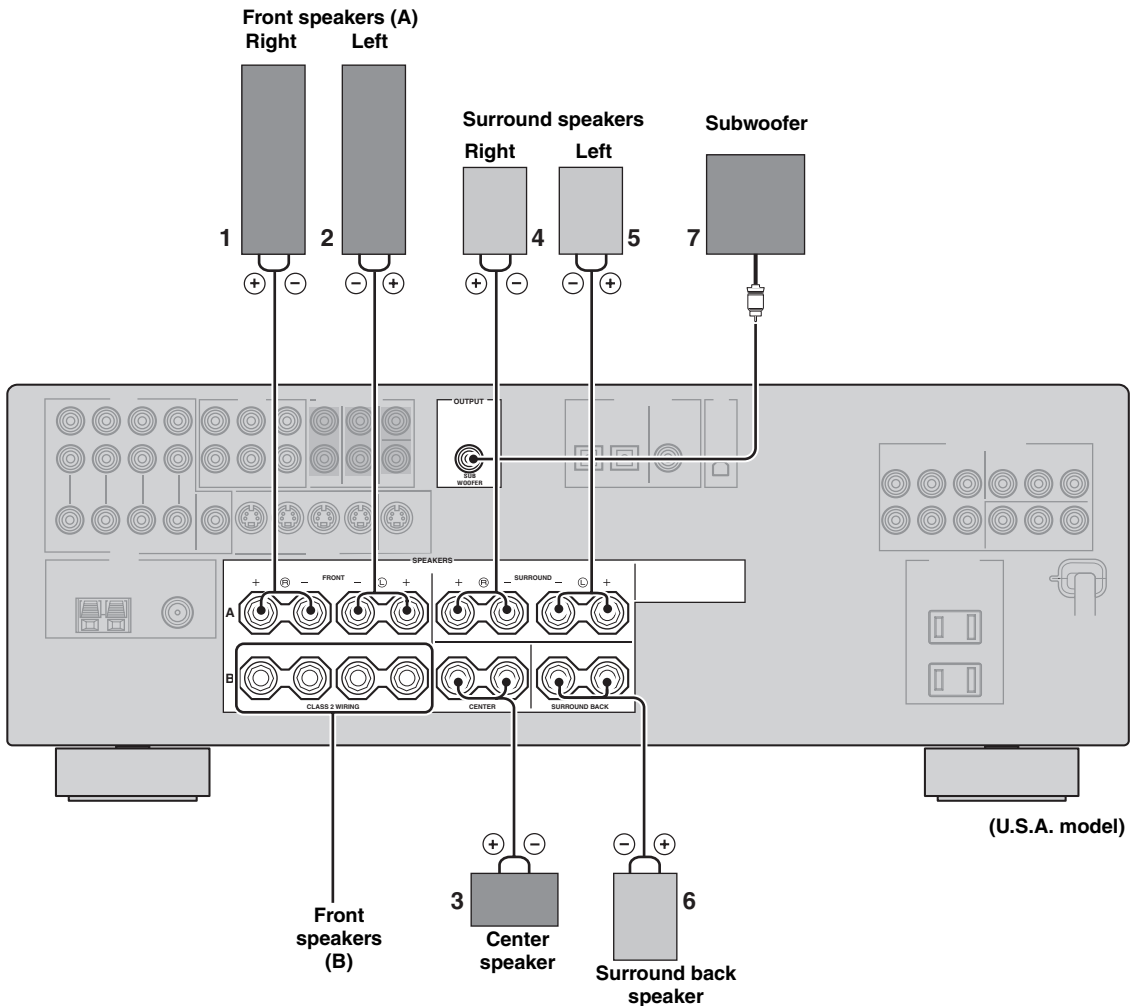 Front speakers (A)
Right Left
Surround speakers
Right Left
Subwoofer
1 2 4 5 7
+ − − + + − − +
OUTPUT
SUB
WOOFER
SPEAKERS
+ R − FRONT − L + + R − SURROUND − L +
A
B
CLASS 2 WIRING CENTER SURROUND BACK
(U.S.A. model)
+ − − +
3 6
Front
speakers
(B)
Center
speaker
Surround back
speaker